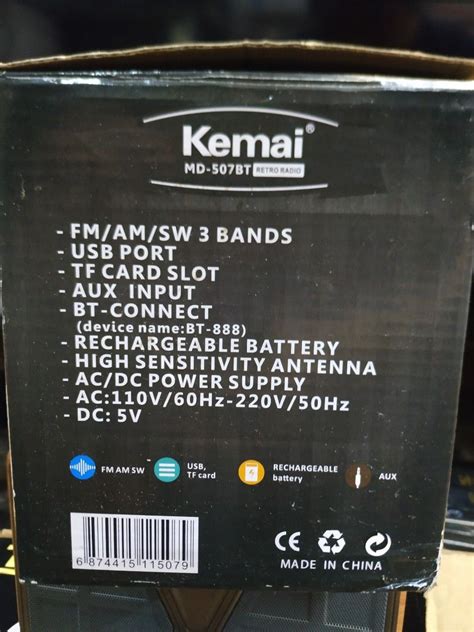 Kemai®
MD-507BT RETRO RADIO
- FM/AM/SW 3 BANDS
- USB PORT
- TF CARD SLOT
- AUX INPUT
- BT-CONNECT
(device name:BT-888)
- RECHARGEABLE BATTERY
- HIGH SENSITIVITY ANTENNA
- AC/DC POWER SUPPLY
- AC:110V/60Hz-220V/50Hz
- DC: 5V
FM AM SW
USB,
TF card
RECHARGEABLE
battery
AUX
6 874415 115079
CE
MADE IN CHINA